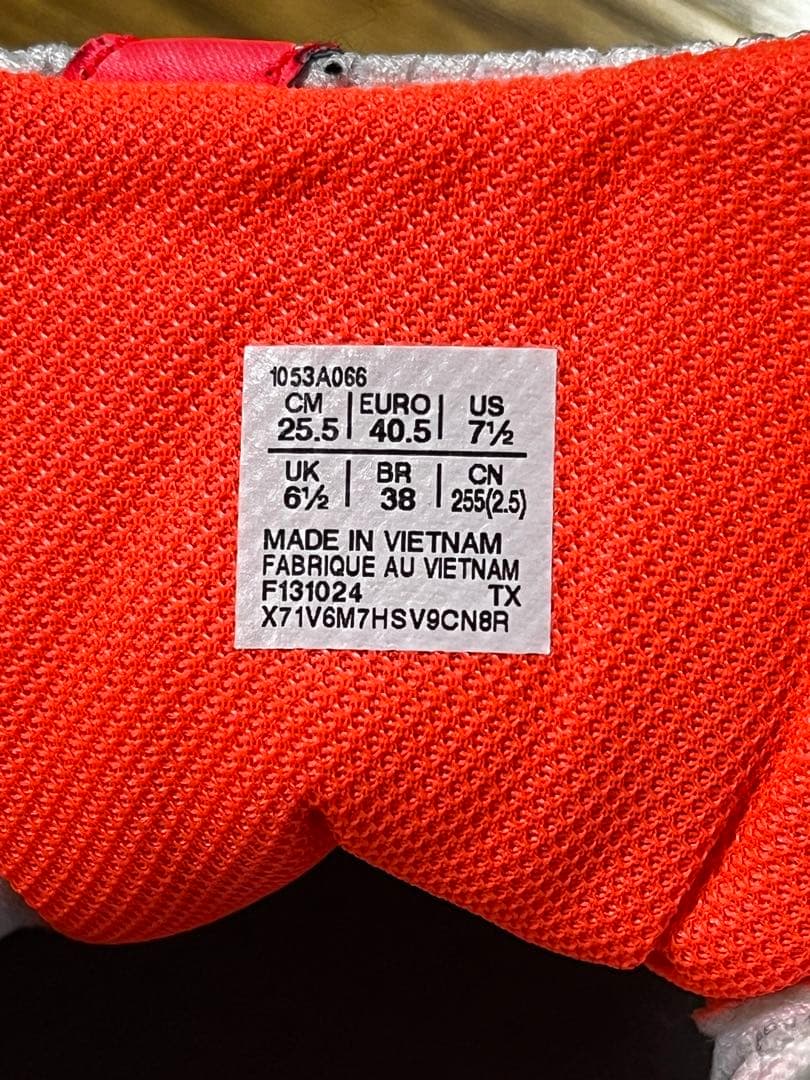 1053A066
CM | EURO | US
25.5 | 40.5 | 7½
UK | BR | CN
6½ | 38 | 255(2.5)
MADE IN VIETNAM
FABRIQUE AU VIETNAM
F131024 TX
X71V6M7HSV9CN8R